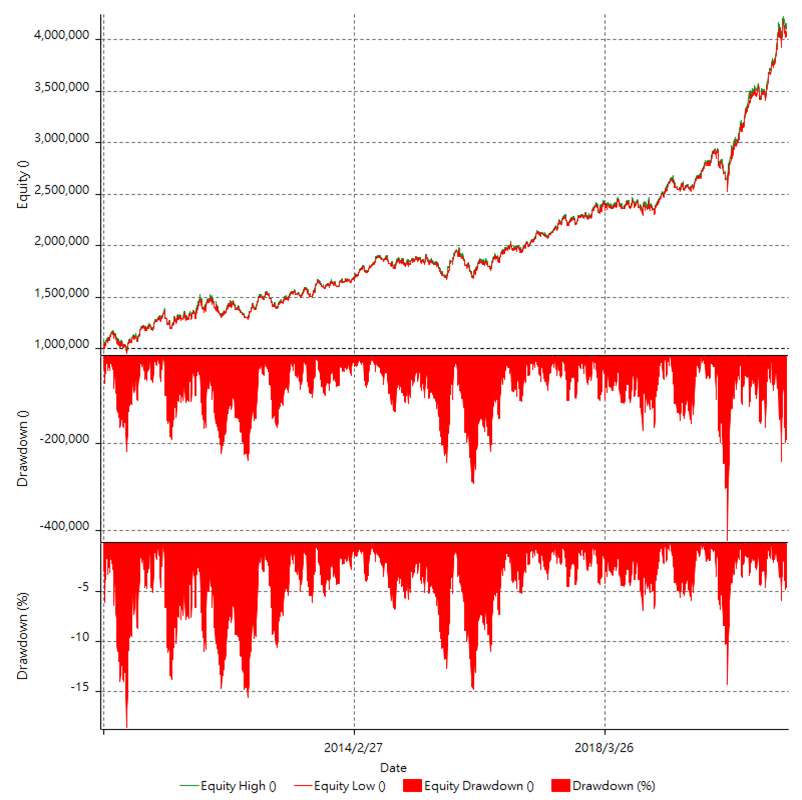 4,000,000
3,500,000
3,000,000
2,500,000
2,000,000
1,500,000
1,000,000
Equity ()
-200,000
-400,000
Drawdown ()
-5
-10
-15
Drawdown (%)
2014/2/27 2018/3/26
Date
Equity High () Equity Low () Equity Drawdown () Drawdown (%)